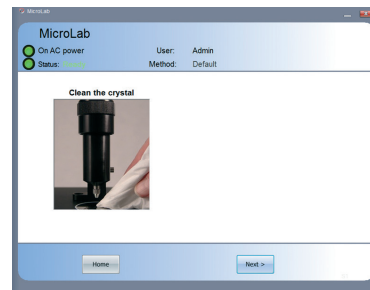 MicroLab
MicroLab
On AC power User: Admin
Status: Method: Default
Clean the crystal
Home Next >